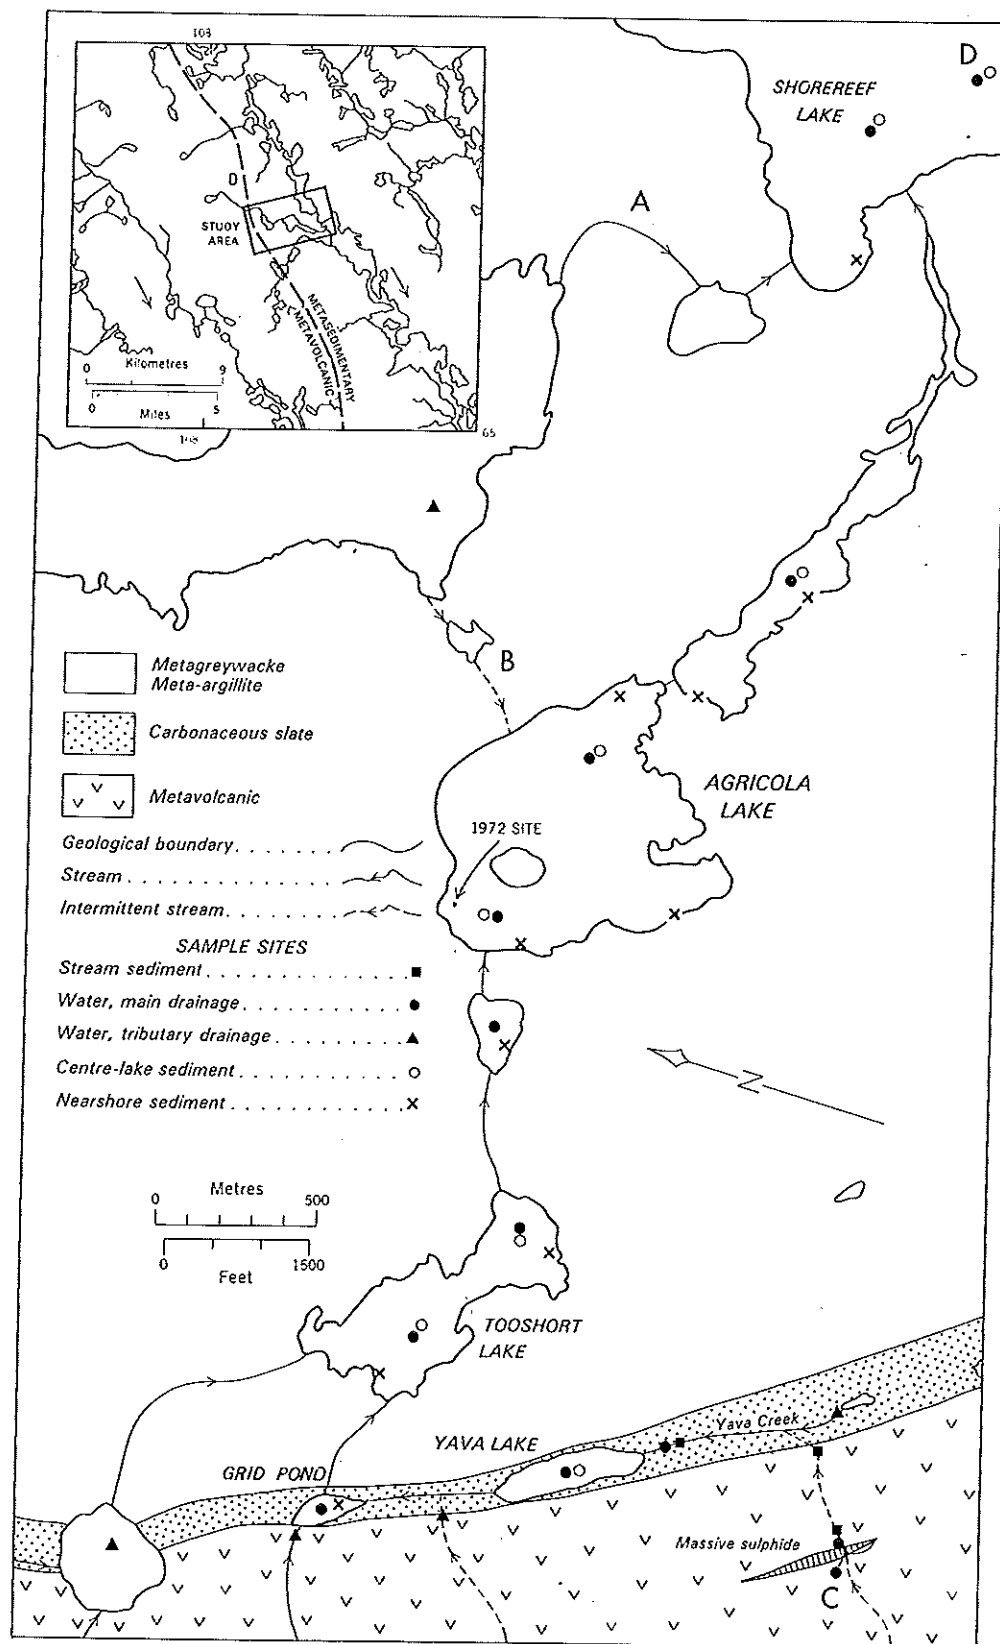 108
D
SHOREREEF
LAKE
A
D
STUDY
AREA
METASEDIMENTARY
METAVOLCANIC
Kilometres
0 9
0 5
Miles
108
65
B
Metagreywacke
Meta-argillite
Carbonaceous slate
Metavolcanic
AGRICOLA
LAKE
1972 SITE
Geological boundary
Stream
Intermittent stream
SAMPLE SITES
Stream sediment
Water, main drainage
Water, tributary drainage
Centre-lake sediment
Nearshore sediment
N
0 Metres 500
0 1500
Feet
TOOSHORT
LAKE
Yava Creek
YAVA LAKE
GRID POND
Massive sulphide
C